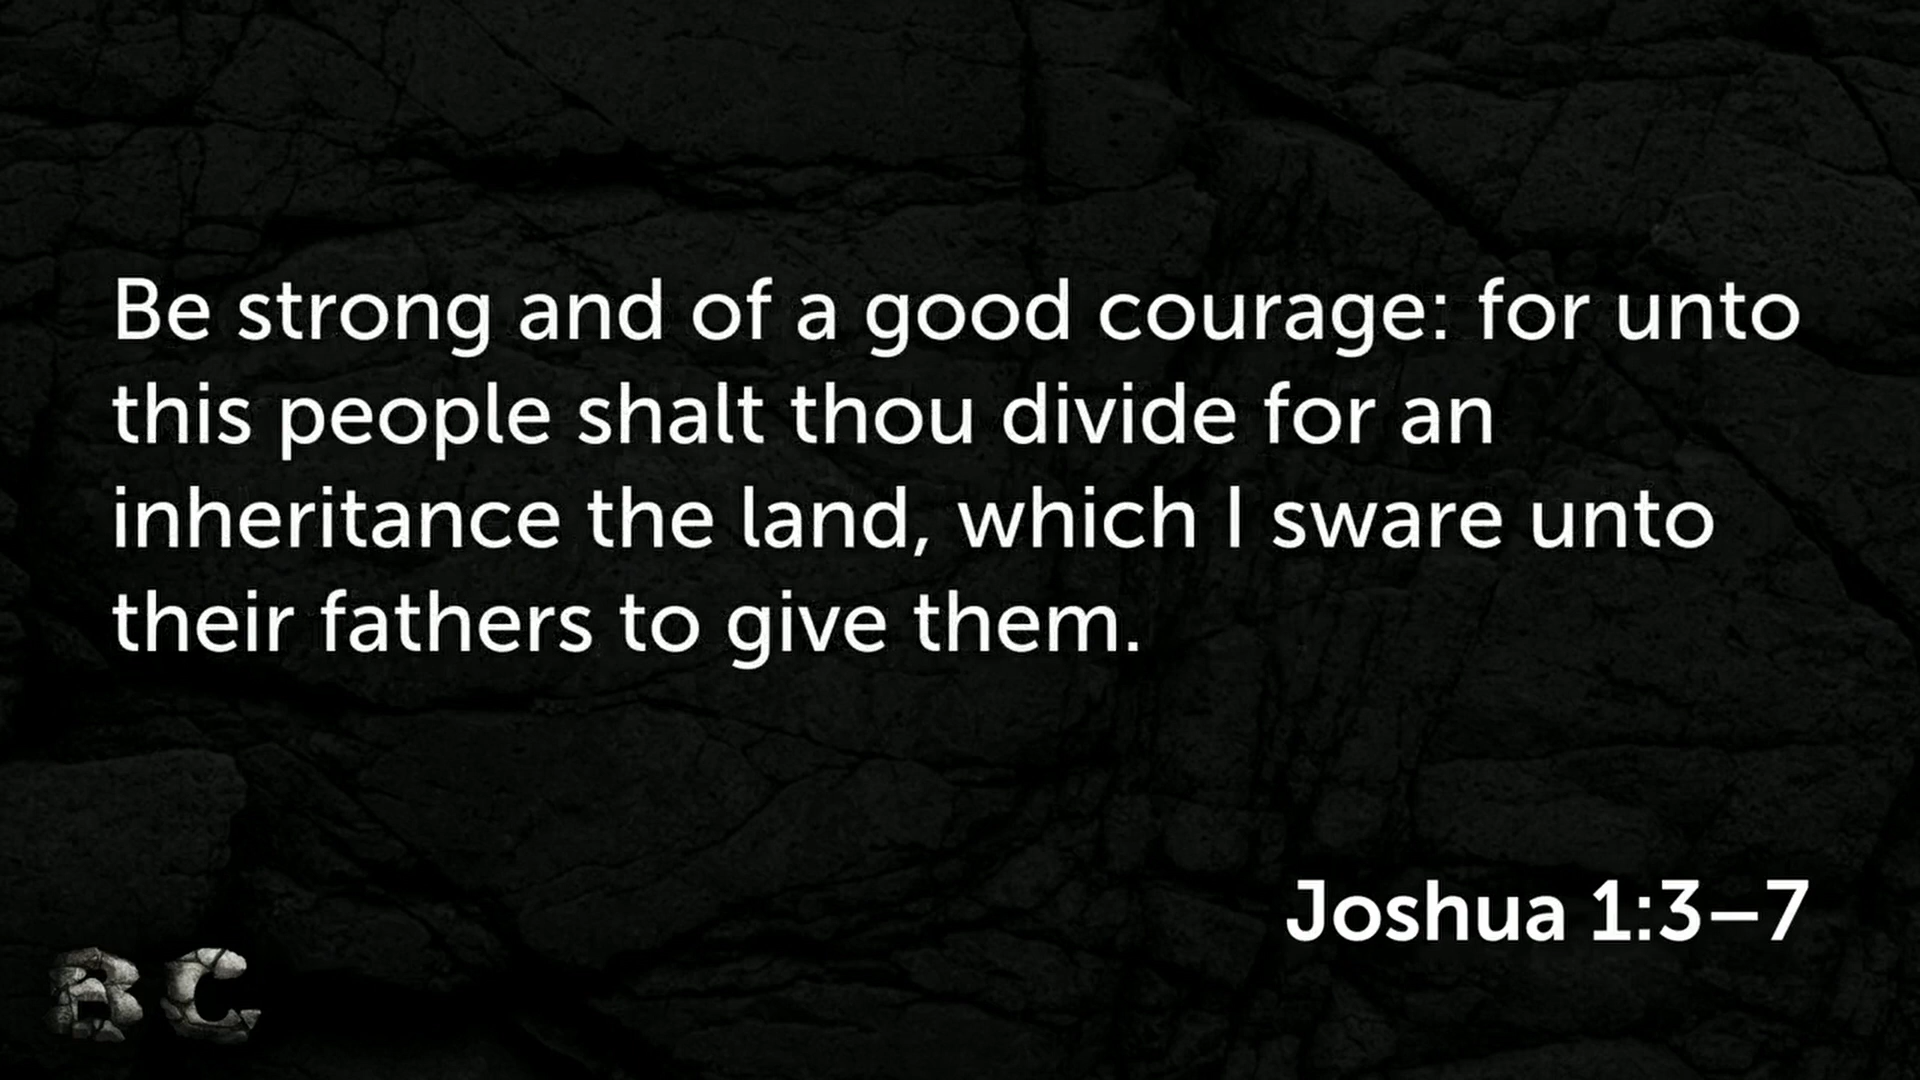 Be strong and of a good courage: for unto
this people shalt thou divide for an
inheritance the land, which I sware unto
their fathers to give them.
Joshua 1:3–7
BC